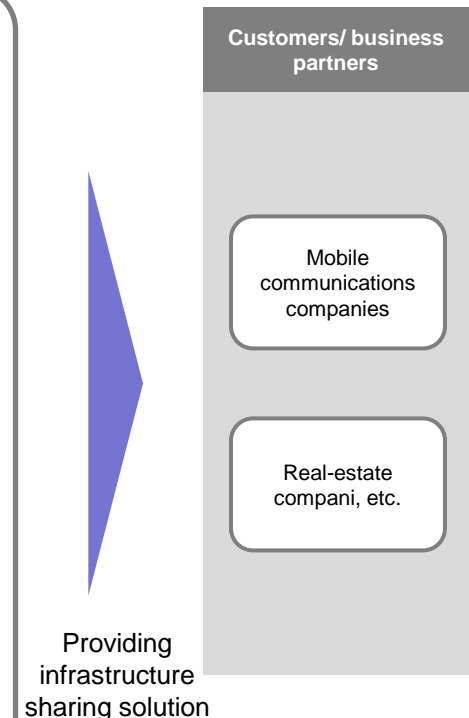 Customers/ business
partners
Mobile
communications
companies
Real-estate
compani, etc.
Providing
infrastructure
sharing solution